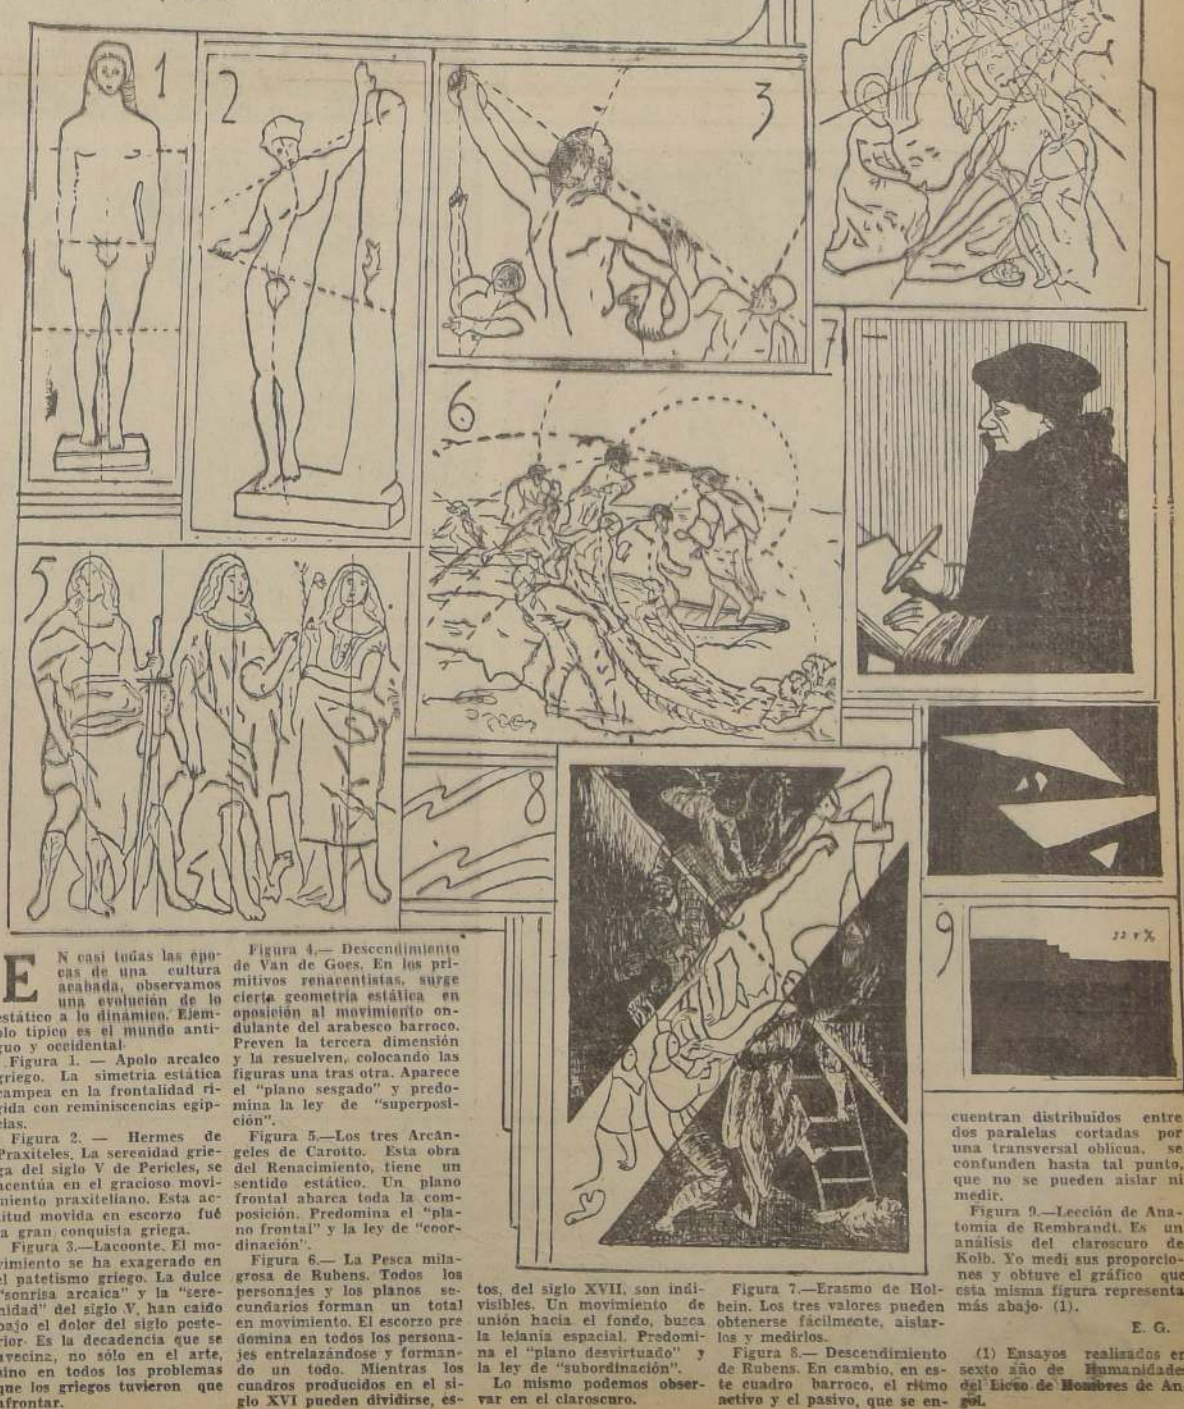 1
2
3
5
6
7
8
9
EN casi todas las épo-
cas de una cultura
acabada, observamos
una evolución de lo
estático a lo dinámico. Ejem-
plo típico es el mundo anti-
guo y occidental.
Figura 1. — Apolo arcaico
griego. La simetría estática
campea en la frontalidad rí-
gida con reminiscencias egip-
cias.
Figura 2. — Hermes de
Praxiteles. La serenidad grie-
ga del siglo V de Pericles, se
acentúa en el gracioso movi-
miento praxiteliano. Esta ac-
titud movida en escorzo fué
la gran conquista griega.
Figura 3.—Lacoonte. El mo-
vimiento se ha exagerado en
el patetismo griego. La dulce
"sonrisa arcaica" y la "sere-
nidad" del siglo V, han caído
bajo el dolor del siglo poste-
rior. Es la decadencia que se
avecina, no sólo en el arte,
sino en todos los problemas
que los griegos tuvieron que
afrontar.
Figura 4.— Descendimiento
de Van de Goes. En los pri-
mitivos renacentistas, surge
cierta geometría estática en
oposición al movimiento on-
dulante del arabesco barroco.
Preven la tercera dimensión
y la resuelven, colocando las
figuras una tras otra. Aparece
el "plano sesgado" y predo-
mina la ley de "superposi-
ción".
Figura 5.—Los tres Arcán-
geles de Carotto. Esta obra
del Renacimiento, tiene un
sentido estático. Un plano
frontal abarca toda la com-
posición. Predomina el "pla-
no frontal" y la ley de "coor-
dinación".
Figura 6.— La Pesca mila-
grosa de Rubens. Todos los
personajes y los planos se-
cundarios forman un total
en movimiento. El escorzo pre
domina en todos los persona-
jes entrelazándose y forman-
do un todo. Mientras los
cuadros producidos en el si-
glo XVI pueden dividirse, és-
tos, del siglo XVII, son indi-
visibles. Un movimiento de
unión hacia el fondo, busca
la lejanía espacial. Predomi-
na el "plano desvirtuado" y
la ley de "subordinación".
Lo mismo podemos obser-
var en el claroscuro.
Figura 7.—Erasmo de Hol-
bein. Los tres valores pueden
obtenerse fácilmente, aislar-
los y medirlos.
Figura 8.— Descendimiento
de Rubens. En cambio, en es-
te cuadro barroco, el ritmo
activo y el pasivo, que se en-
cuentran distribuídos entre
dos paralelas cortadas por
una transversal oblicua, se
confunden hasta tal punto,
que no se pueden aislar ni
medir.
Figura 9.—Lección de Ana-
tomía de Rembrandt. Es un
análisis del claroscuro de
Kolb. Yo medí sus proporcio-
nes y obtuve el gráfico que
esta misma figura representa
más abajo- (1).
E. G.
(1) Ensayos realizados en
sexto año de Humanidades
del Liceo de Hombres de An
gol.